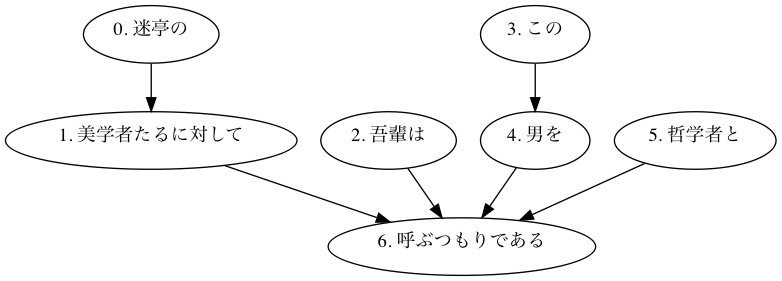 0. 迷亭の
3. この
1. 美学者たるに対して
2. 吾輩は
4. 男を
5. 哲学者と
6. 呼ぶつもりである